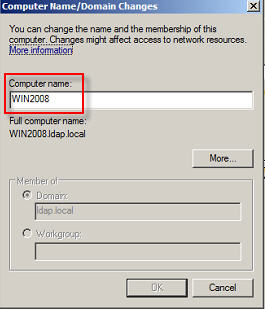 Computer Name/Domain Changes
You can change the name and the membership of this
computer. Changes might affect access to network resources.
More information
Computer name:
WIN2008
Full computer name:
WIN2008.ldap.local
More...
Member of
Domain:
ldap.local
Workgroup:
OK
Cancel